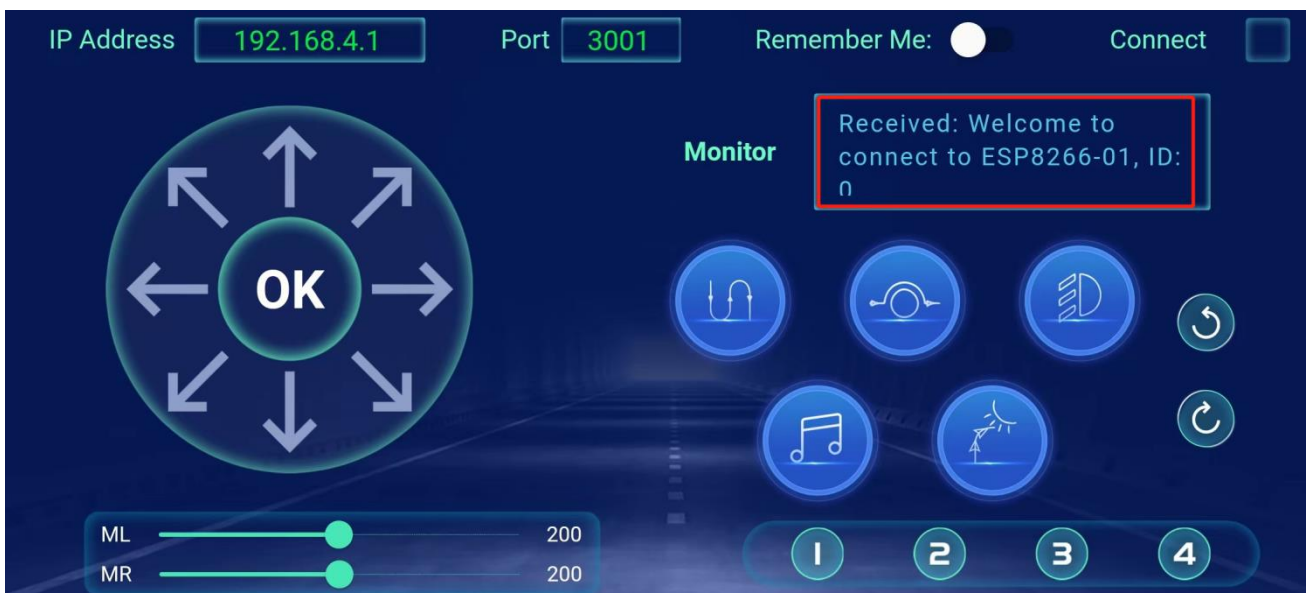 IP Address 192.168.4.1 Port 3001 Remember Me: Connect
Monitor
Received: Welcome to
connect to ESP8266-01, ID:
0
OK
ML 200
MR 200
1 2 3 4